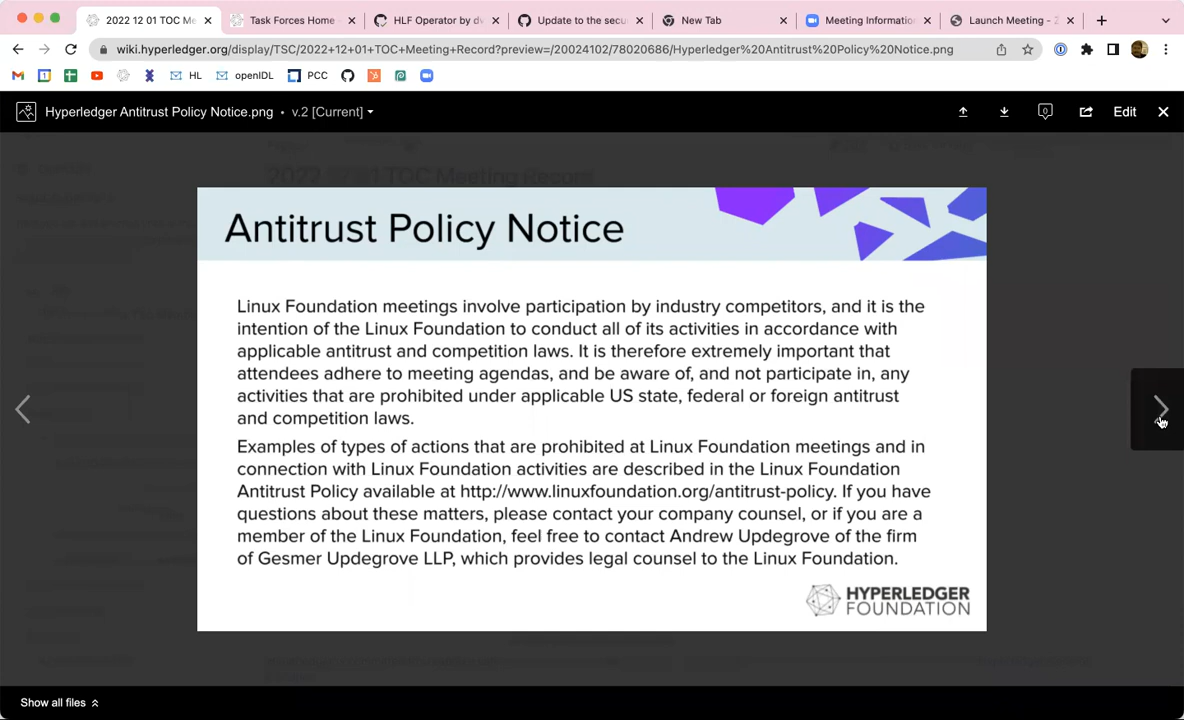 2022 12 01 TOC M
Task Forces Home -
HLF Operator by d
Update to the secu
New Tab
Meeting Informatio
Launch Meeting - 2
wiki.hyperledger.org/display/TSC/2022+12+01+TOC+Meeting+Record?preview=/20024102/78020686/Hyperledger%20Antitrust%20Policy%20Notice.png
HL
openIDL
PCC
Hyperledger Antitrust Policy Notice.png • v.2 [Current]
0
Edit
2022 12 01 TOC Meeting Record
Antitrust Policy Notice
Linux Foundation meetings involve participation by industry competitors, and it is the
intention of the Linux Foundation to conduct all of its activities in accordance with
applicable antitrust and competition laws. It is therefore extremely important that
attendees adhere to meeting agendas, and be aware of, and not participate in, any
activities that are prohibited under applicable US state, federal or foreign antitrust
and competition laws.
Examples of types of actions that are prohibited at Linux Foundation meetings and in
connection with Linux Foundation activities are described in the Linux Foundation
Antitrust Policy available at http://www.linuxfoundation.org/antitrust-policy. If you have
questions about these matters, please contact your company counsel, or if you are a
member of the Linux Foundation, feel free to contact Andrew Updegrove of the firm
of Gesmer Updegrove LLP, which provides legal counsel to the Linux Foundation.
HYPERLEDGER
FOUNDATION
Show all files